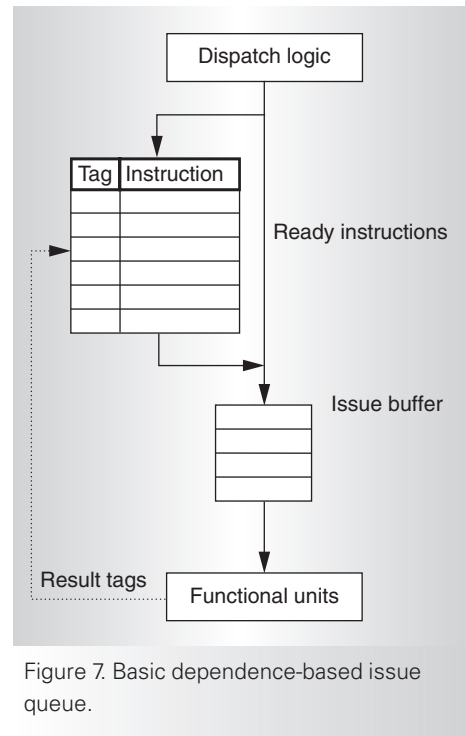 Dispatch logic
Tag Instruction
Ready instructions
Issue buffer
Result tags
Functional units
Figure 7. Basic dependence-based issue
queue.